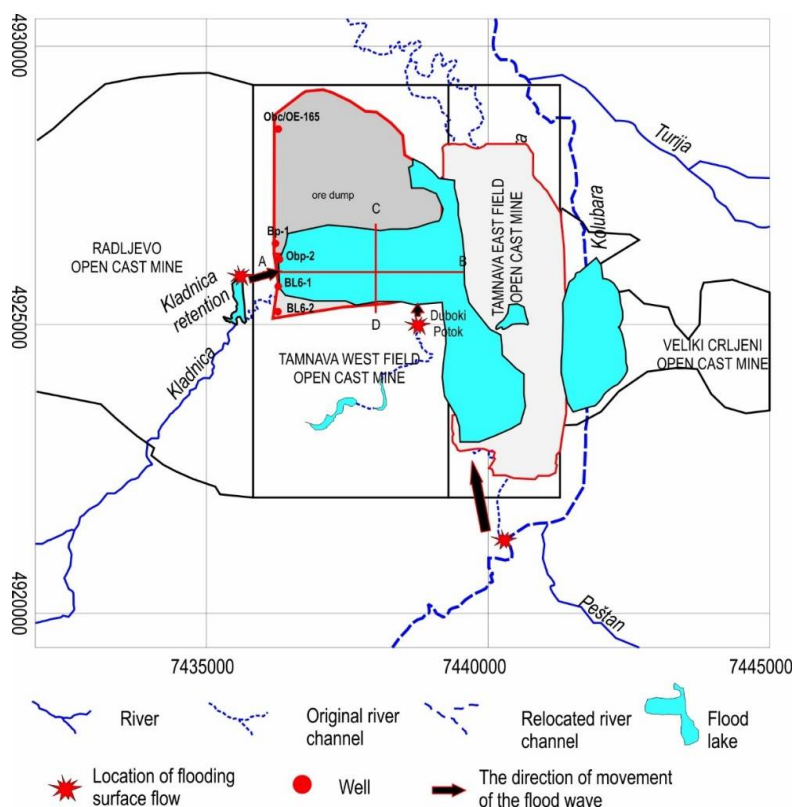 4930000
Obc/OE-165
Turija
a
ore dump
C
TAMNAVA EAST FIELD
OPEN CAST MINE
Kolubara
Bp-1
RADLJEVO
OPEN CAST MINE
A
Obp-2
B
Kladnica
retention
BL6-1
4925000
BL6-2
D
Duboki
Potok
VELIKI CRLJENI
OPEN CAST MINE
TAMNAVA WEST FIELD
OPEN CAST MINE
Kladnica
4920000
Peštan
7435000
7440000
7445000
River
Original river
channel
Relocated river
channel
Flood
lake
Location of flooding
surface flow
Well
The direction of movement
of the flood wave